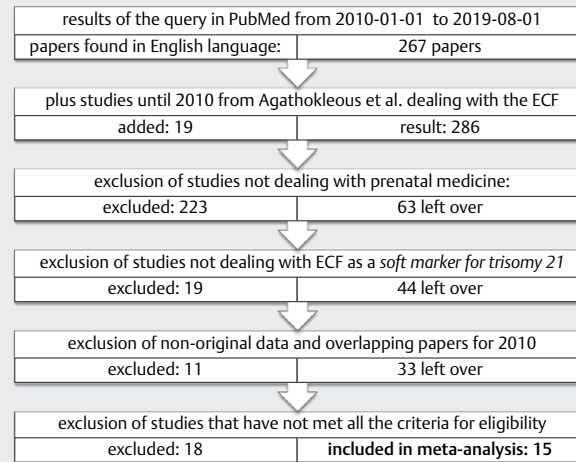 results of the query in PubMed from 2010-01-01 to 2019-08-01
papers found in English language: 267 papers
plus studies until 2010 from Agathokleous et al. dealing with the ECF
added: 19 result: 286
exclusion of studies not dealing with prenatal medicine:
excluded: 223 63 left over
exclusion of studies not dealing with ECF as a soft marker for trisomy 21
excluded: 19 44 left over
exclusion of non-original data and overlapping papers for 2010
excluded: 11 33 left over
exclusion of studies that have not met all the criteria for eligibility
excluded: 18 included in meta-analysis: 15